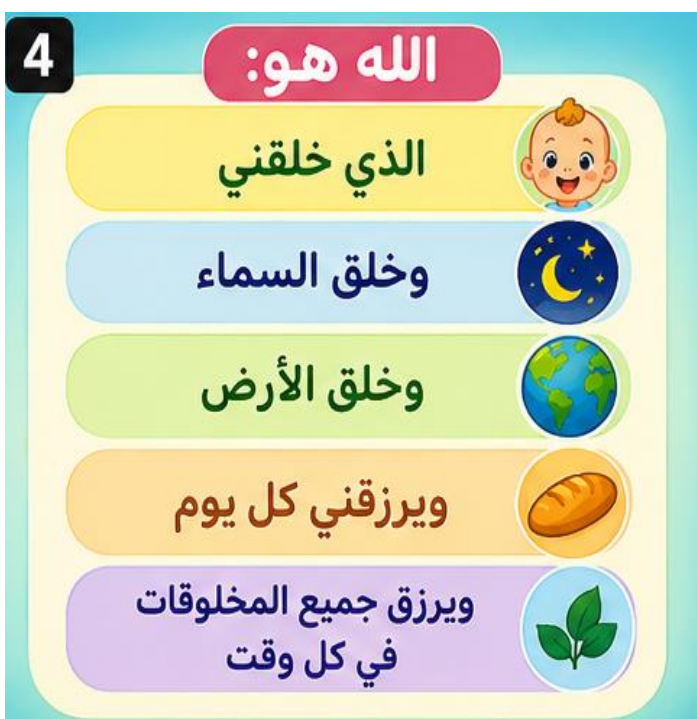 4
الله هو:
الذي خلقني
وخلق السماء
وخلق الأرض
ويرزقني كل يوم
ويرزق جميع المخلوقات
في كل وقت